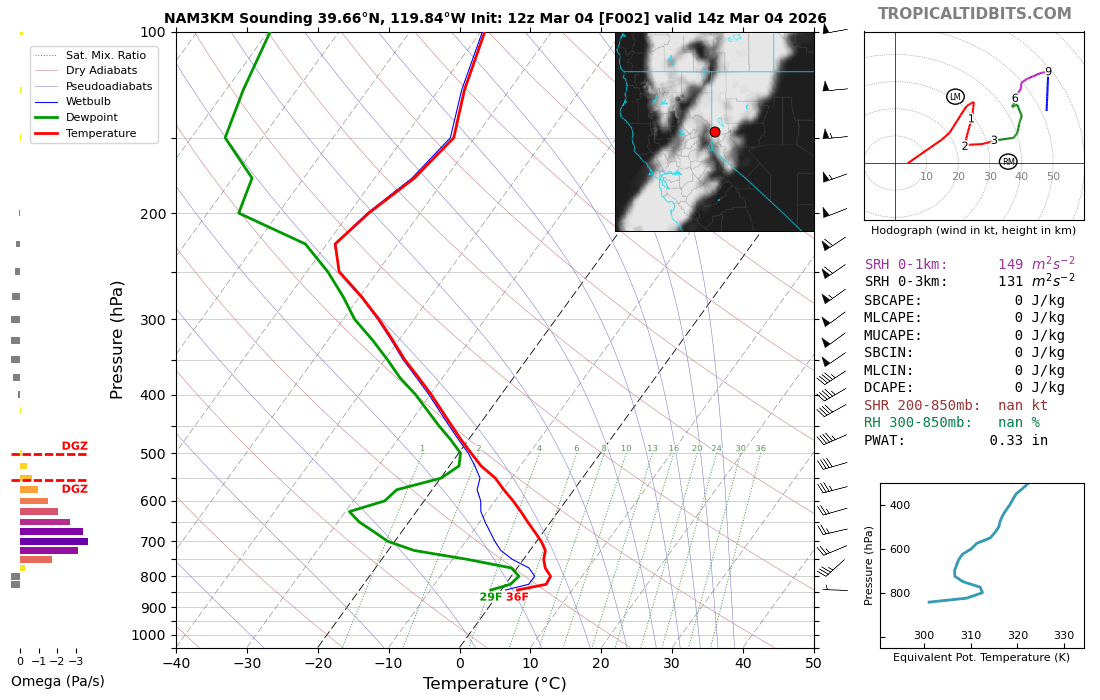 NAM3KM Sounding 39.66°N, 119.84°W Init: 12z Mar 04 [F002] valid 14z Mar 04 2026
TROPICALTIDBITS.COM
Sat. Mix. Ratio
Dry Adiabats
Pseudoadiabats
Wetbulb
Dewpoint
Temperature
100
200
300
400
500
600
700
800
900
1000
Pressure (hPa)
1 2 4 6 8 10 13 16 20 24 30 36
DGZ
DGZ
29F 36F
−40 −30 −20 −10 0 10 20 30 40 50
Temperature (°C)
0 −1 −2 −3
Omega (Pa/s)
LM
RM
1
2
3
6
9
10 20 30 40 50
Hodograph (wind in kt, height in km)
SRH 0-1km: 149 m²s⁻²
SRH 0-3km: 131 m²s⁻²
SBCAPE: 0 J/kg
MLCAPE: 0 J/kg
MUCAPE: 0 J/kg
SBCIN: 0 J/kg
MLCIN: 0 J/kg
DCAPE: 0 J/kg
SHR 200-850mb: nan kt
RH 300-850mb: nan %
PWAT: 0.33 in
400
600
800
Pressure (hPa)
300 310 320 330
Equivalent Pot. Temperature (K)